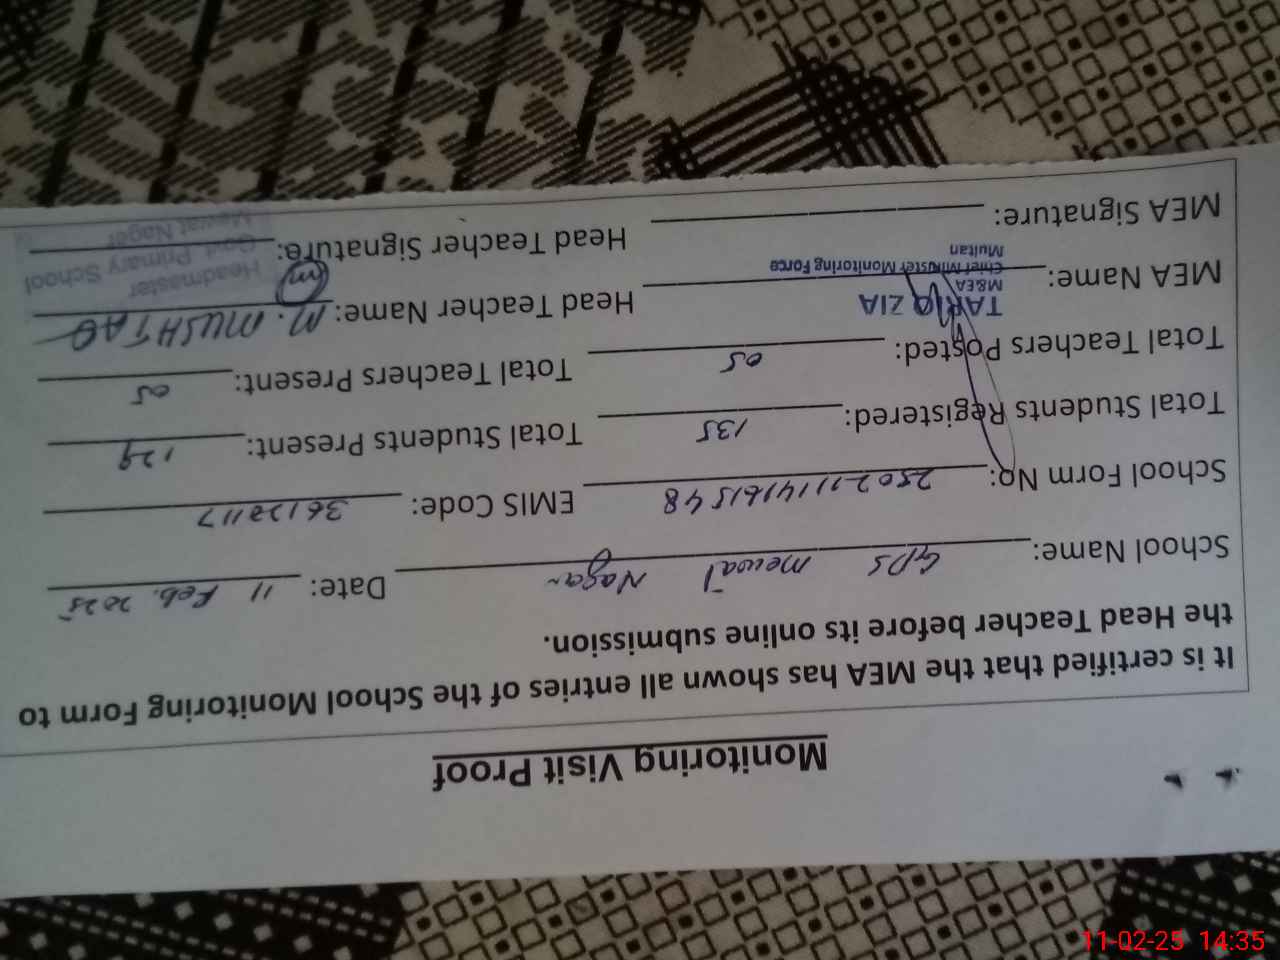 Monitoring Visit Proof
It is certified that the MEA has shown all entries of the School Monitoring Form to
the Head Teacher before its online submission.
School Name: GPS Mewat Nagar Date: 11 Feb. 2025
School Form No: 25021114161548 EMIS Code: 36120117
Total Students Registered: 135 Total Students Present: 129
Total Teachers Posted: 05 Total Teachers Present: 05
MEA Name: TARIQ ZIA Head Teacher Name: M. MUSHTAQ
M&EA
Chief Minister Monitoring Force
Multan
Headmaster
Govt. Primary School
Mewat Nager
MEA Signature: Head Teacher Signature:
11-02-25 14:35